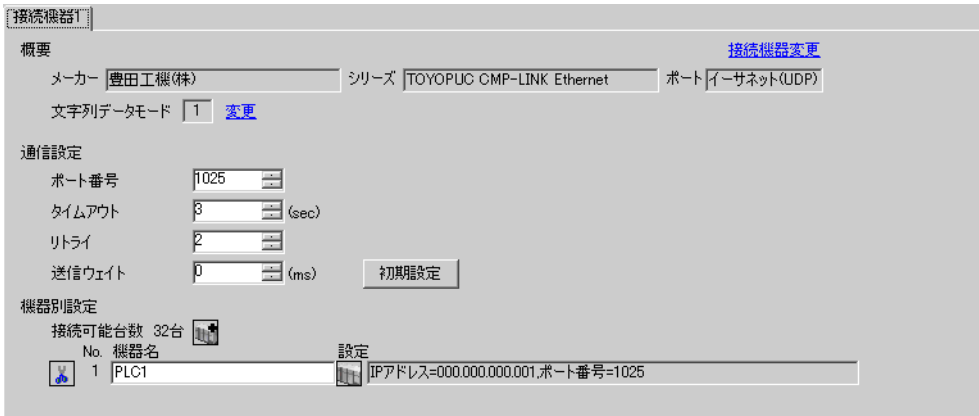 接続機器1
概要 接続機器変更
メーカー 豊田工機(株) シリーズ TOYOPUC CMP-LINK Ethernet ポート イーサネット(UDP)
文字列データモード 1 変更
通信設定
ポート番号 1025
タイムアウト 3 (sec)
リトライ 2
送信ウェイト 0 (ms) 初期設定
機器別設定
接続可能台数 32台
No. 機器名 設定
1 PLC1 IPアドレス=000.000.000.001,ポート番号=1025